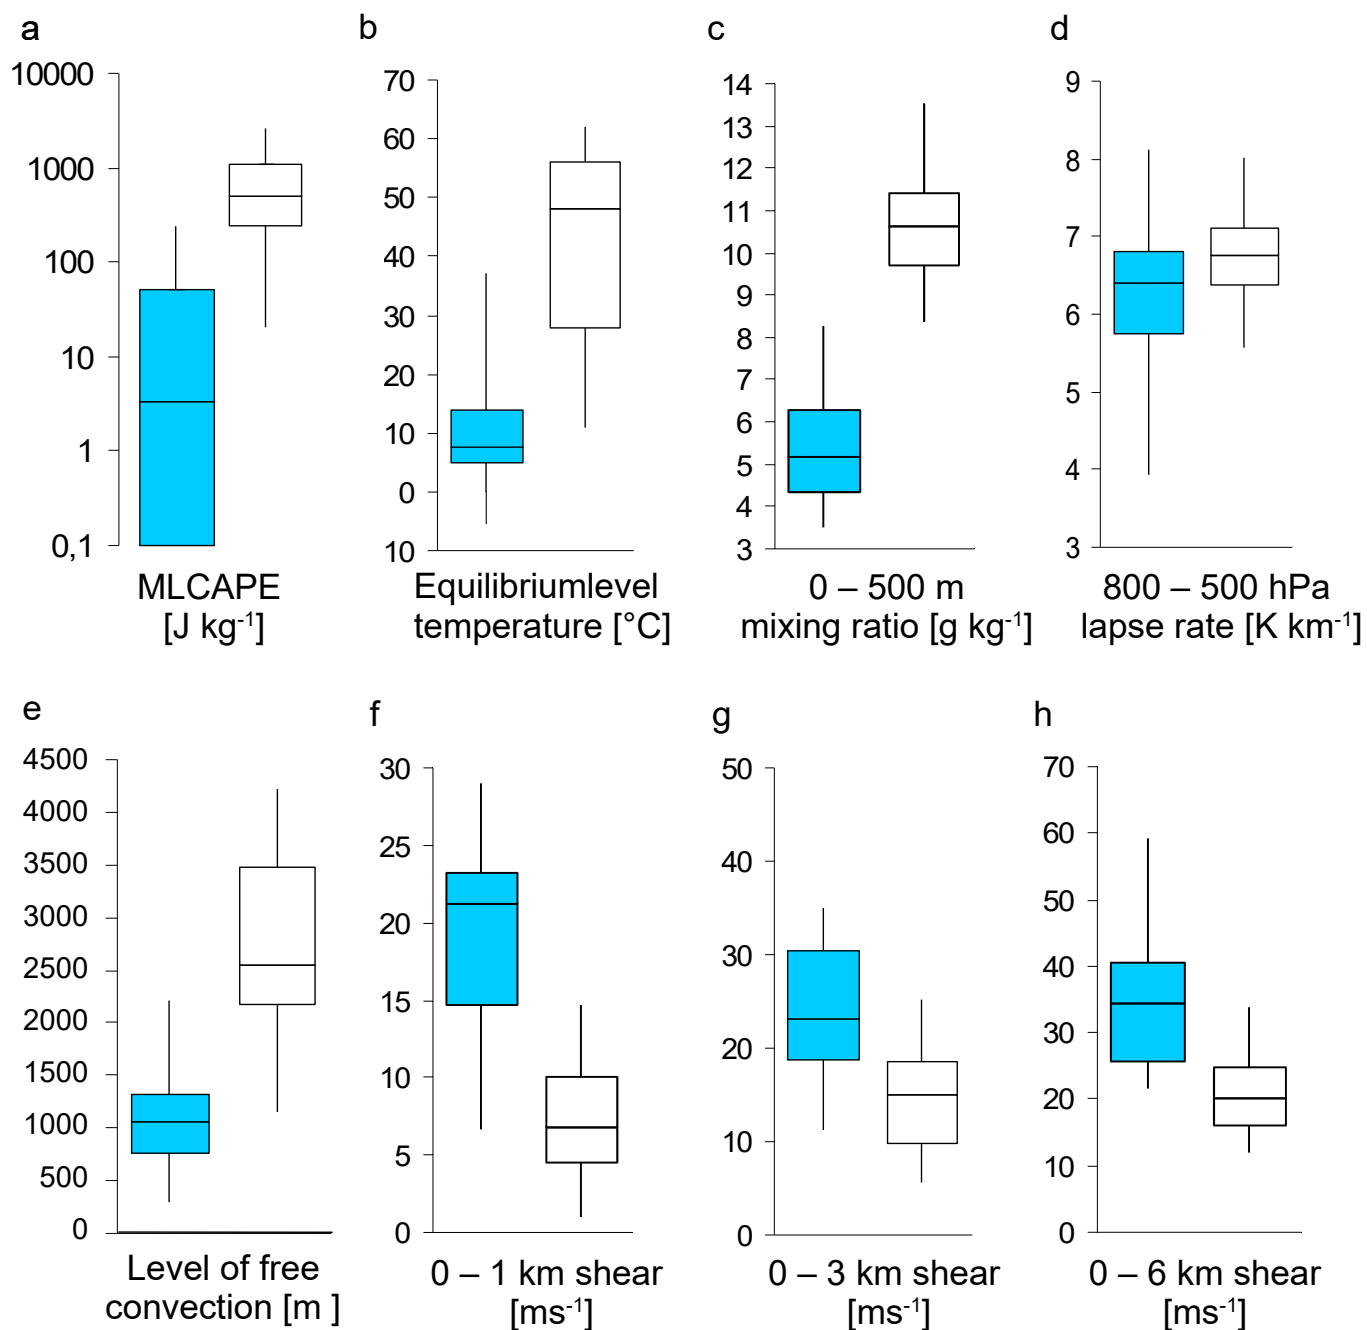 a
10000
1000
100
10
1
0,1
MLCAPE
[J kg-1]
b
70
60
50
40
30
20
10
0
10
Equilibriumlevel
temperature [°C]
c
14
13
12
11
10
9
8
7
6
5
4
3
0 – 500 m
mixing ratio [g kg-1]
d
9
8
7
6
5
4
3
800 – 500 hPa
lapse rate [K km-1]
e
4500
4000
3500
3000
2500
2000
1500
1000
500
0
Level of free
convection [m ]
f
30
25
20
15
10
5
0
0 – 1 km shear
[ms-1]
g
50
40
30
20
10
0
0 – 3 km shear
[ms-1]
h
70
60
50
40
30
20
10
0
0 – 6 km shear
[ms-1]